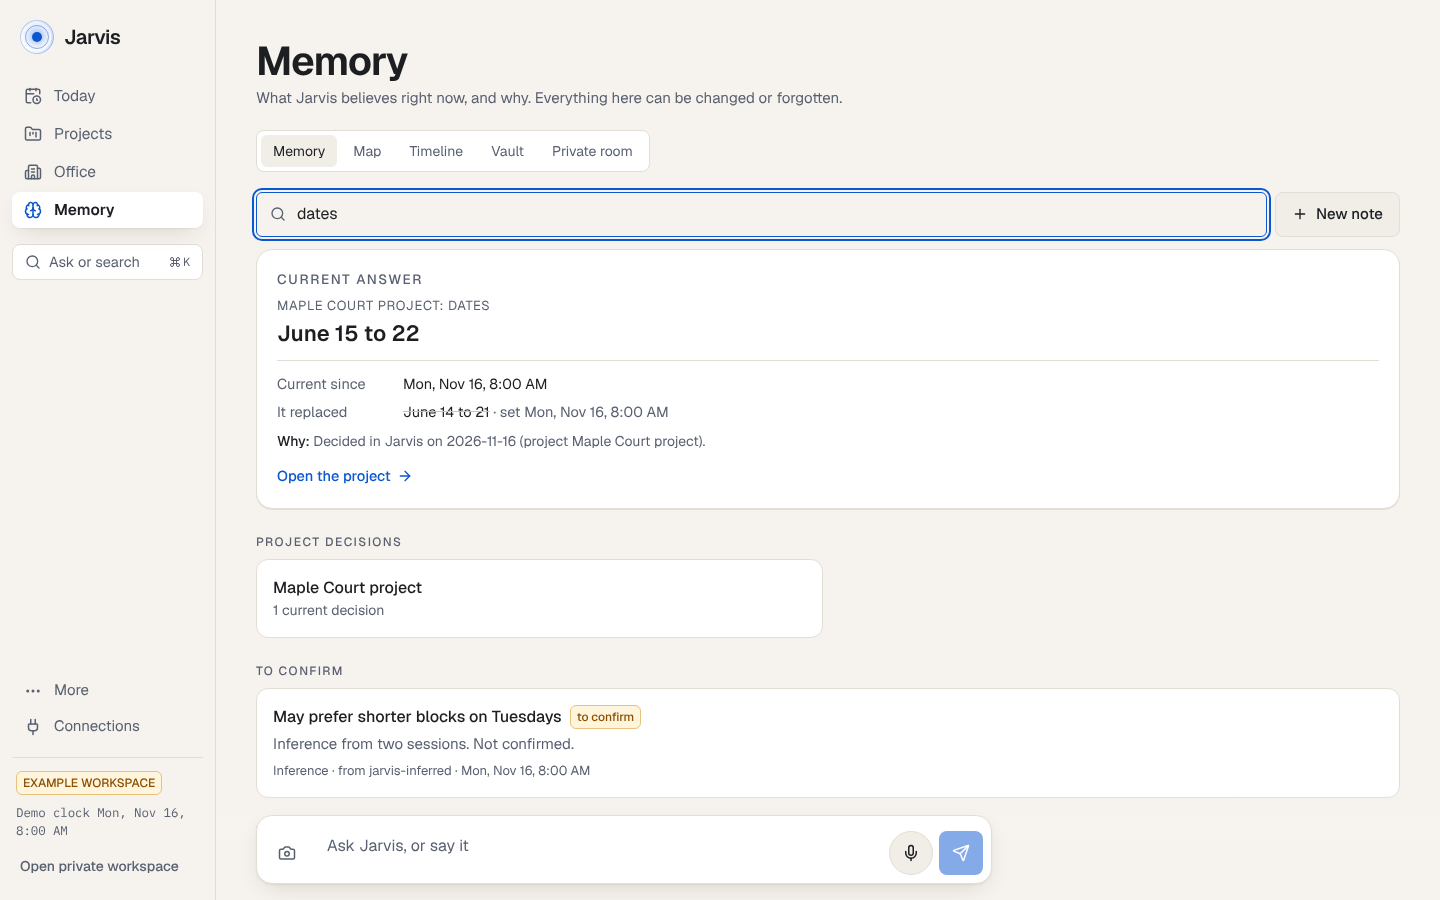 Jarvis
Today
Projects
Office
Memory
Ask or search ⌘ K
More
Connections
EXAMPLE WORKSPACE
Demo clock Mon, Nov 16,
8:00 AM
Open private workspace
Memory
What Jarvis believes right now, and why. Everything here can be changed or forgotten.
Memory Map Timeline Vault Private room
dates
+ New note
CURRENT ANSWER
MAPLE COURT PROJECT: DATES
June 15 to 22
Current since Mon, Nov 16, 8:00 AM
It replaced June 14 to 21 · set Mon, Nov 16, 8:00 AM
Why: Decided in Jarvis on 2026-11-16 (project Maple Court project).
Open the project →
PROJECT DECISIONS
Maple Court project
1 current decision
TO CONFIRM
May prefer shorter blocks on Tuesdays to confirm
Inference from two sessions. Not confirmed.
Inference · from jarvis-inferred · Mon, Nov 16, 8:00 AM
Ask Jarvis, or say it